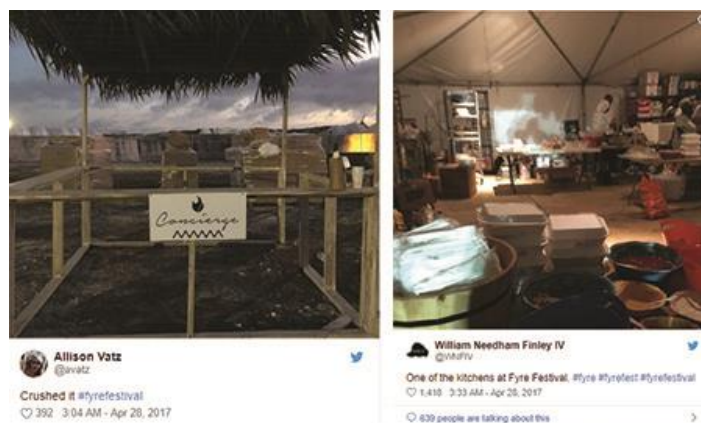 Concierge
Allison Vatz
@avatz
Crushed it #fyrefestival
392 3:04 AM - Apr 28, 2017
William Needham Finley IV
@WNFIV
One of the kitchens at Fyre Festival. #fyre #fyrefest #fyrefestival
1,418 3:33 AM - Apr 28, 2017
639 people are talking about this